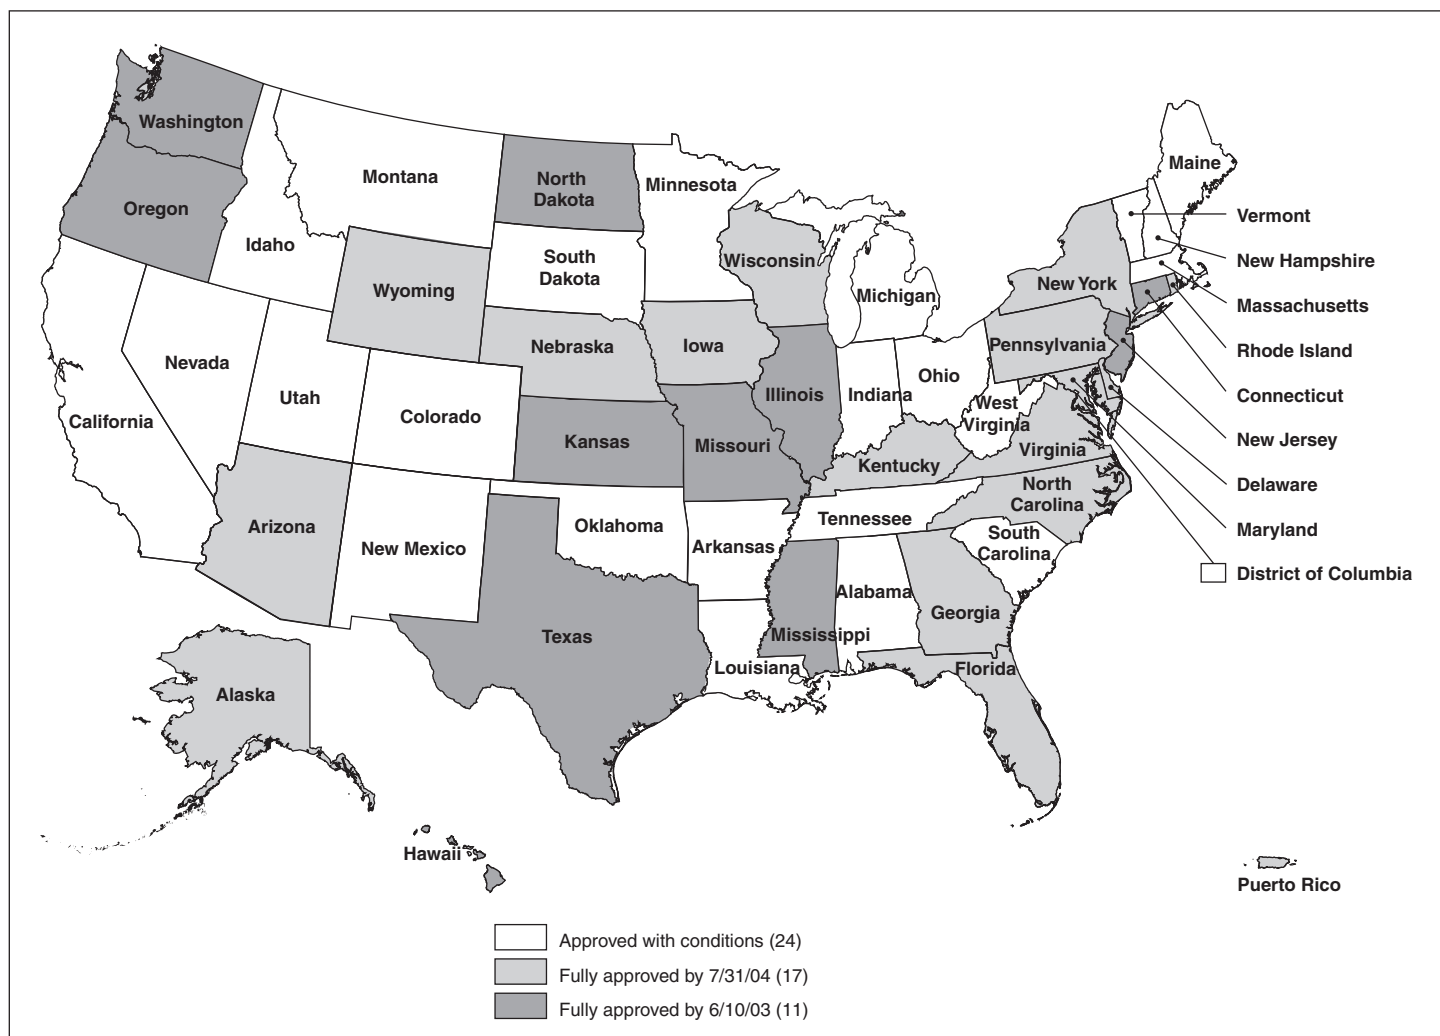 Washington
Montana
North
Dakota
Minnesota
Maine
Oregon
Idaho
South
Dakota
Wisconsin
Michigan
New York
Vermont
New Hampshire
Massachusetts
Rhode Island
Connecticut
New Jersey
Delaware
Maryland
District of Columbia
Wyoming
Nebraska
Iowa
Pennsylvania
Nevada
Utah
Colorado
Kansas
Missouri
Illinois
Indiana
Ohio
West
Virginia
Virginia
California
Kentucky
North
Carolina
Arizona
New Mexico
Oklahoma
Arkansas
Tennessee
South
Carolina
Texas
Louisiana
Mississippi
Alabama
Georgia
Florida
Alaska
Hawaii
Puerto Rico
Approved with conditions (24)
Fully approved by 7/31/04 (17)
Fully approved by 6/10/03 (11)